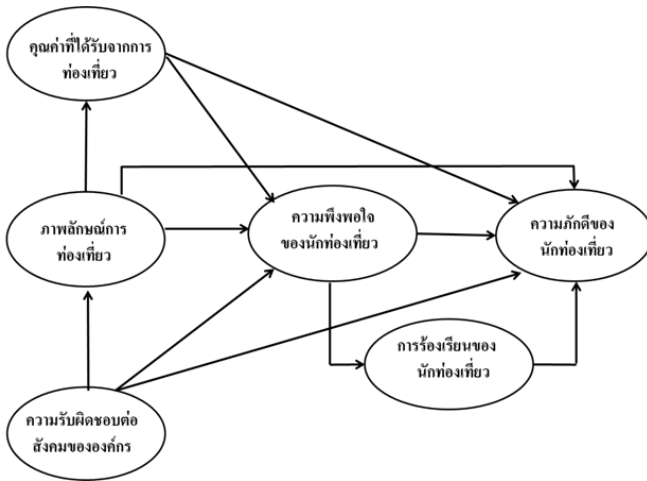 คุณค่าที่ได้รับจากการ
ท่องเที่ยว
ภาพลักษณ์การ
ท่องเที่ยว
ความพึงพอใจ
ของนักท่องเที่ยว
ความภักดีของ
นักท่องเที่ยว
การร้องเรียนของ
นักท่องเที่ยว
ความรับผิดชอบต่อ
สังคมขององค์กร